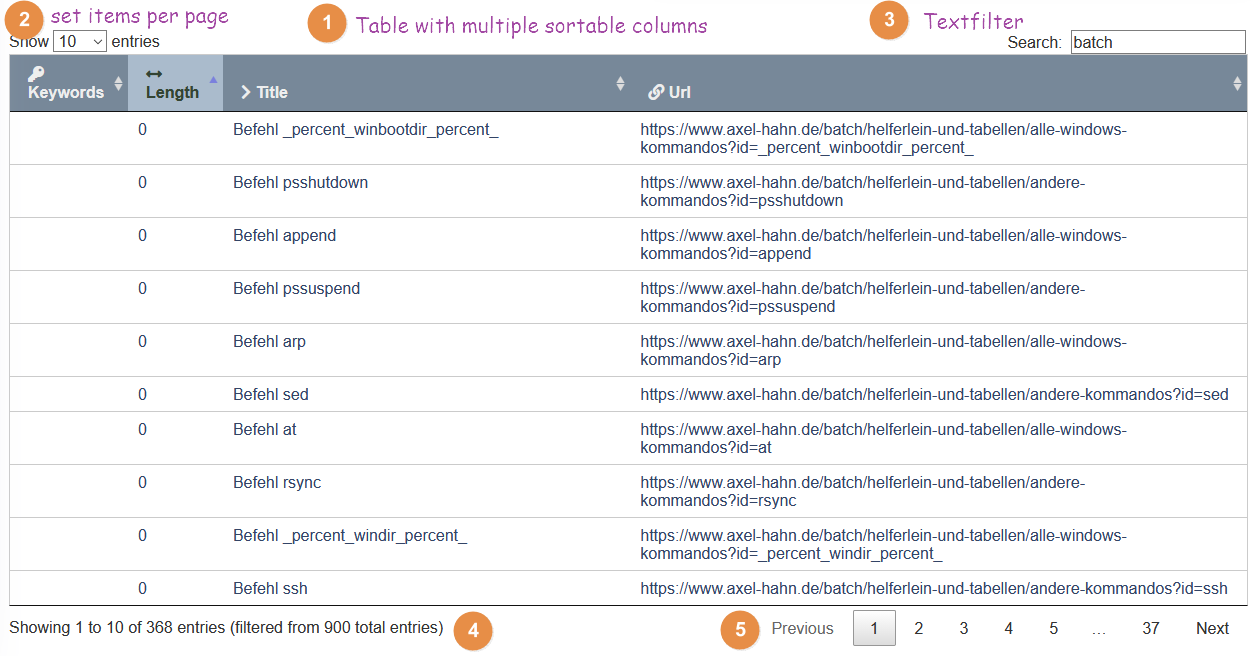 2 set items per page
1 Table with multiple sortable columns
3 Textfilter
Show 10 entries
Search: batch
Keywords Length Title Url
0 Befehl _percent_winbootdir_percent_ https://www.axel-hahn.de/batch/helferlein-und-tabellen/alle-windows-
kommandos?id=_percent_winbootdir_percent_
0 Befehl psshutdown https://www.axel-hahn.de/batch/helferlein-und-tabellen/andere-
kommandos?id=psshutdown
0 Befehl append https://www.axel-hahn.de/batch/helferlein-und-tabellen/alle-windows-
kommandos?id=append
0 Befehl pssuspend https://www.axel-hahn.de/batch/helferlein-und-tabellen/andere-
kommandos?id=pssuspend
0 Befehl arp https://www.axel-hahn.de/batch/helferlein-und-tabellen/alle-windows-
kommandos?id=arp
0 Befehl sed https://www.axel-hahn.de/batch/helferlein-und-tabellen/andere-kommandos?id=sed
0 Befehl at https://www.axel-hahn.de/batch/helferlein-und-tabellen/alle-windows-
kommandos?id=at
0 Befehl rsync https://www.axel-hahn.de/batch/helferlein-und-tabellen/andere-
kommandos?id=rsync
0 Befehl _percent_windir_percent_ https://www.axel-hahn.de/batch/helferlein-und-tabellen/alle-windows-
kommandos?id=_percent_windir_percent_
0 Befehl ssh https://www.axel-hahn.de/batch/helferlein-und-tabellen/andere-kommandos?id=ssh
Showing 1 to 10 of 368 entries (filtered from 900 total entries) 4
5 Previous 1 2 3 4 5 … 37 Next